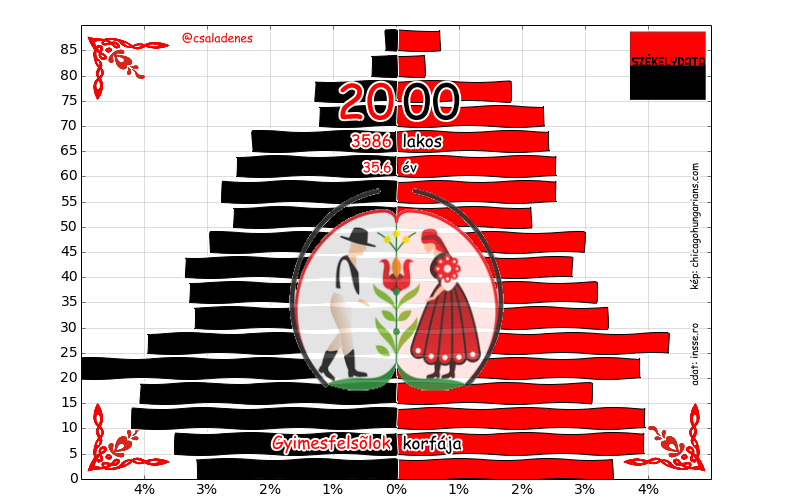 @csaladenes
SZÉKELYDATA
2000
3586 lakos
35.6 év
kép: chicagohungarians.com
adat: insse.ro
Gyimesfelsőlok korfája
85
80
75
70
65
60
55
50
45
40
35
30
25
20
15
10
5
0
4% 3% 2% 1% 0% 1% 2% 3% 4%